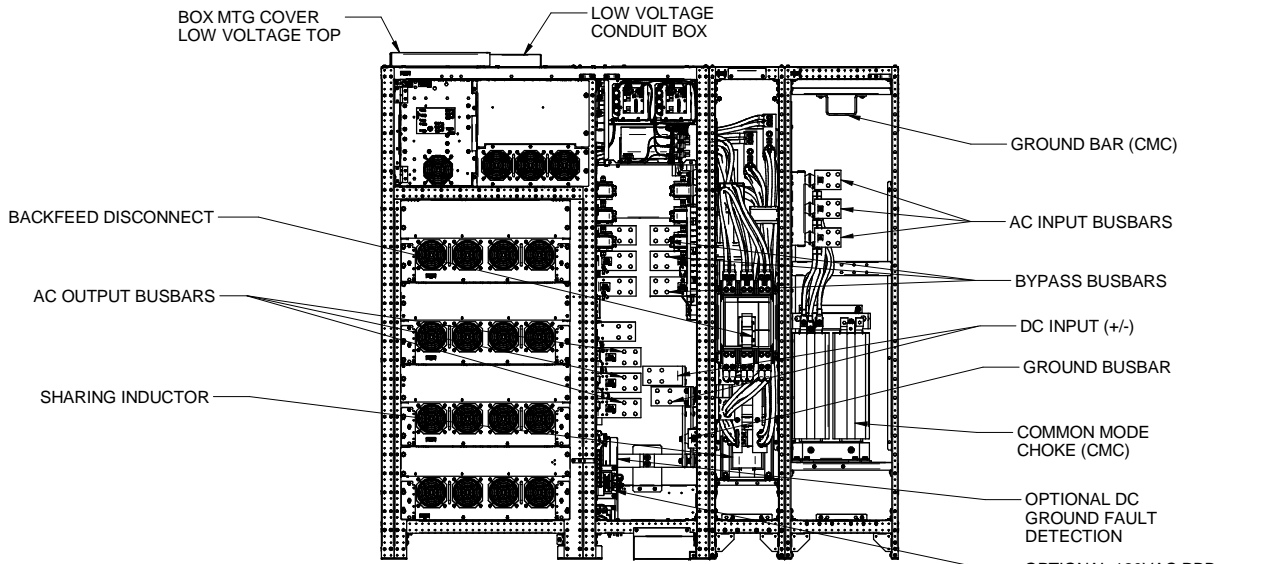 BOX MTG COVER
LOW VOLTAGE TOP
LOW VOLTAGE
CONDUIT BOX
GROUND BAR (CMC)
BACKFEED DISCONNECT
AC INPUT BUSBARS
BYPASS BUSBARS
AC OUTPUT BUSBARS
DC INPUT (+/-)
GROUND BUSBAR
SHARING INDUCTOR
COMMON MODE
CHOKE (CMC)
OPTIONAL DC
GROUND FAULT
DETECTION